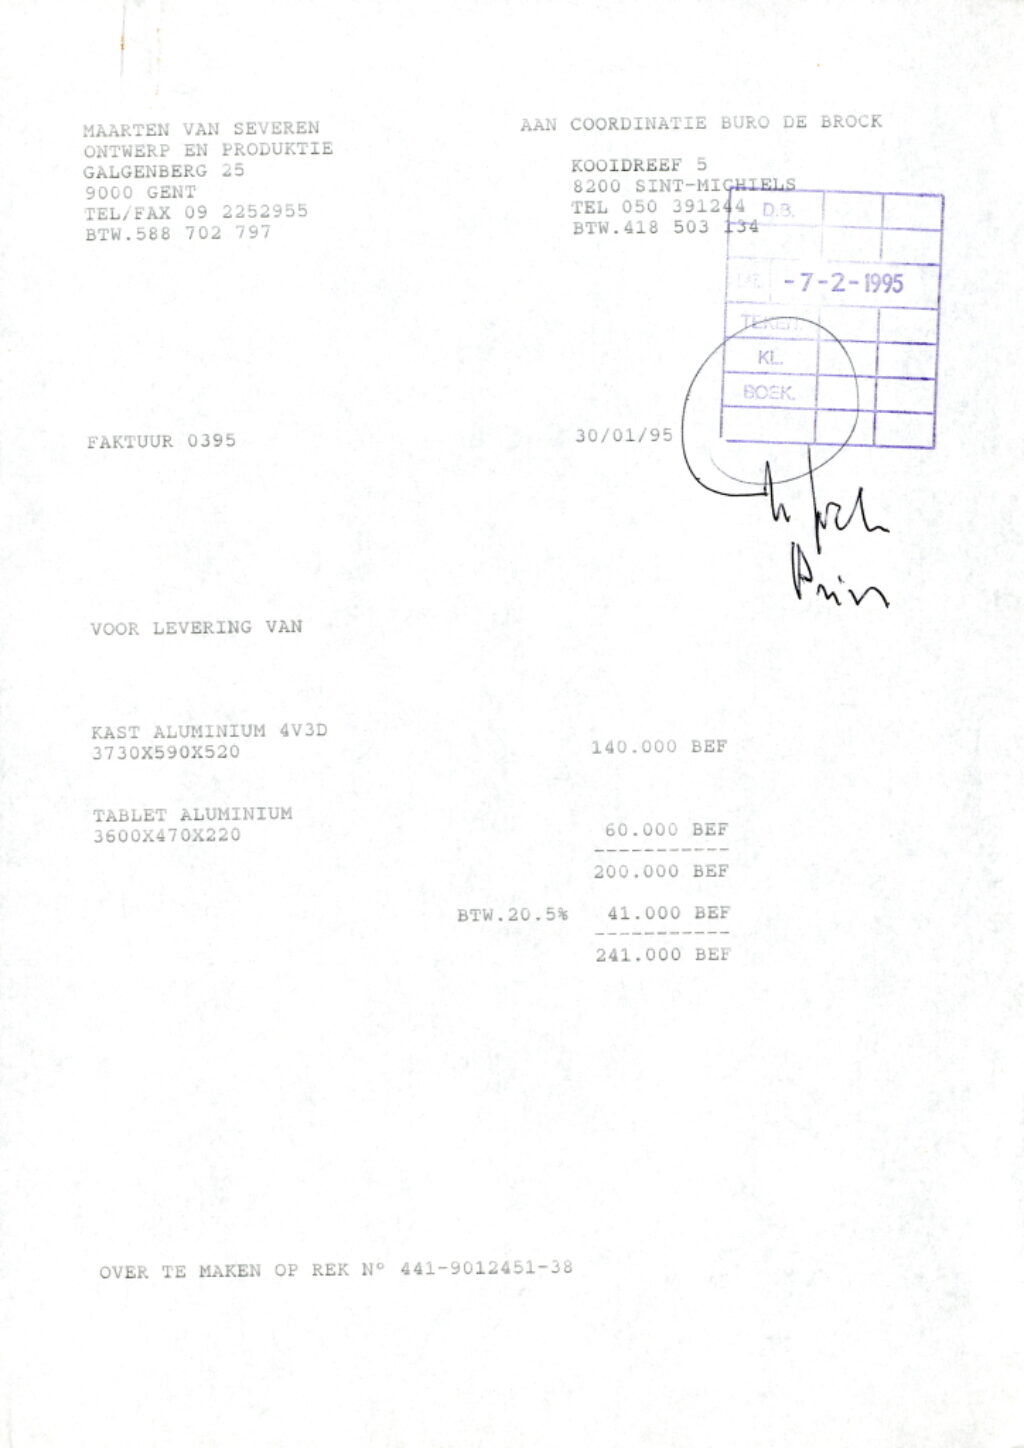 MAARTEN VAN SEVEREN
ONTWERP EN PRODUKTIE
GALGENBERG 25
9000 GENT
TEL/FAX 09 2252955
BTW.588 702 797
AAN COORDINATIE BURO DE BROCK
KOOIDREEF 5
8200 SINT-MICHIELS
TEL 050 391244
BTW.418 503 134
D.B.
-7-2-1995
TEKEN.
KL.
BOEK.
FAKTUUR 0395
30/01/95
VOOR LEVERING VAN
KAST ALUMINIUM 4V3D
3730X590X520
140.000 BEF
TABLET ALUMINIUM
3600X470X220
60.000 BEF
-----------
200.000 BEF
BTW.20.5% 41.000 BEF
-----------
241.000 BEF
OVER TE MAKEN OP REK N° 441-9012451-38